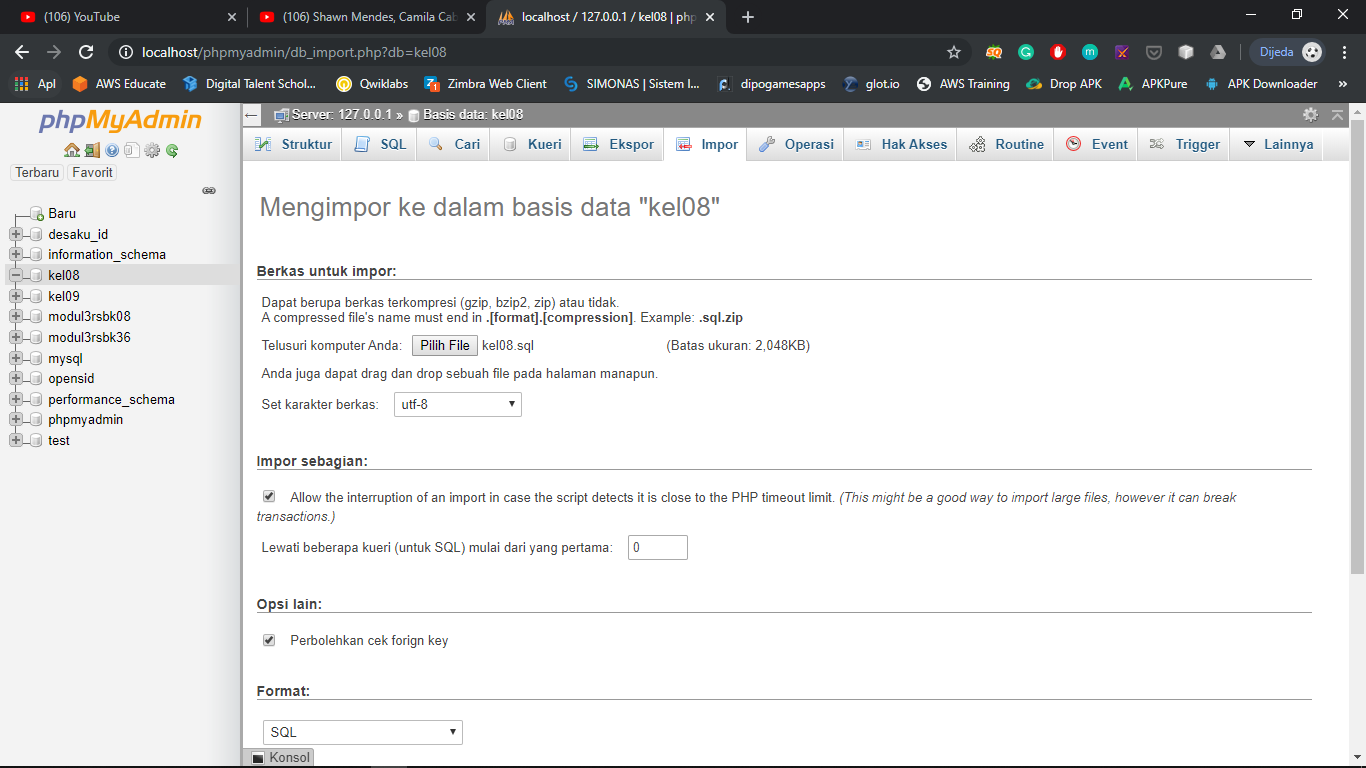 (106) YouTube
(106) Shawn Mendes, Camila Cab
localhost / 127.0.0.1 / kel08 | php
localhost/phpmyadmin/db_import.php?db=kel08
Dijeda
Apl
AWS Educate
Digital Talent Schol...
Qwiklabs
Zimbra Web Client
SIMONAS | Sistem I...
dipogamesapps
glot.io
AWS Training
Drop APK
APKPure
APK Downloader
»
phpMyAdmin
Terbaru Favorit
Baru
desaku_id
information_schema
kel08
kel09
modul3rsbk08
modul3rsbk36
mysql
opensid
performance_schema
phpmyadmin
test
Server: 127.0.0.1 » Basis data: kel08
Struktur SQL Cari Kueri Ekspor Impor Operasi Hak Akses Routine Event Trigger Lainnya
Mengimpor ke dalam basis data "kel08"
Berkas untuk impor:
Dapat berupa berkas terkompresi (gzip, bzip2, zip) atau tidak.
A compressed file's name must end in .[format].[compression]. Example: .sql.zip
Telusuri komputer Anda: Pilih File kel08.sql (Batas ukuran: 2,048KB)
Anda juga dapat drag dan drop sebuah file pada halaman manapun.
Set karakter berkas: utf-8
Impor sebagian:
Allow the interruption of an import in case the script detects it is close to the PHP timeout limit. (This might be a good way to import large files, however it can break
transactions.)
Lewati beberapa kueri (untuk SQL) mulai dari yang pertama: 0
Opsi lain:
Perbolehkan cek forign key
Format:
SQL
Konsol